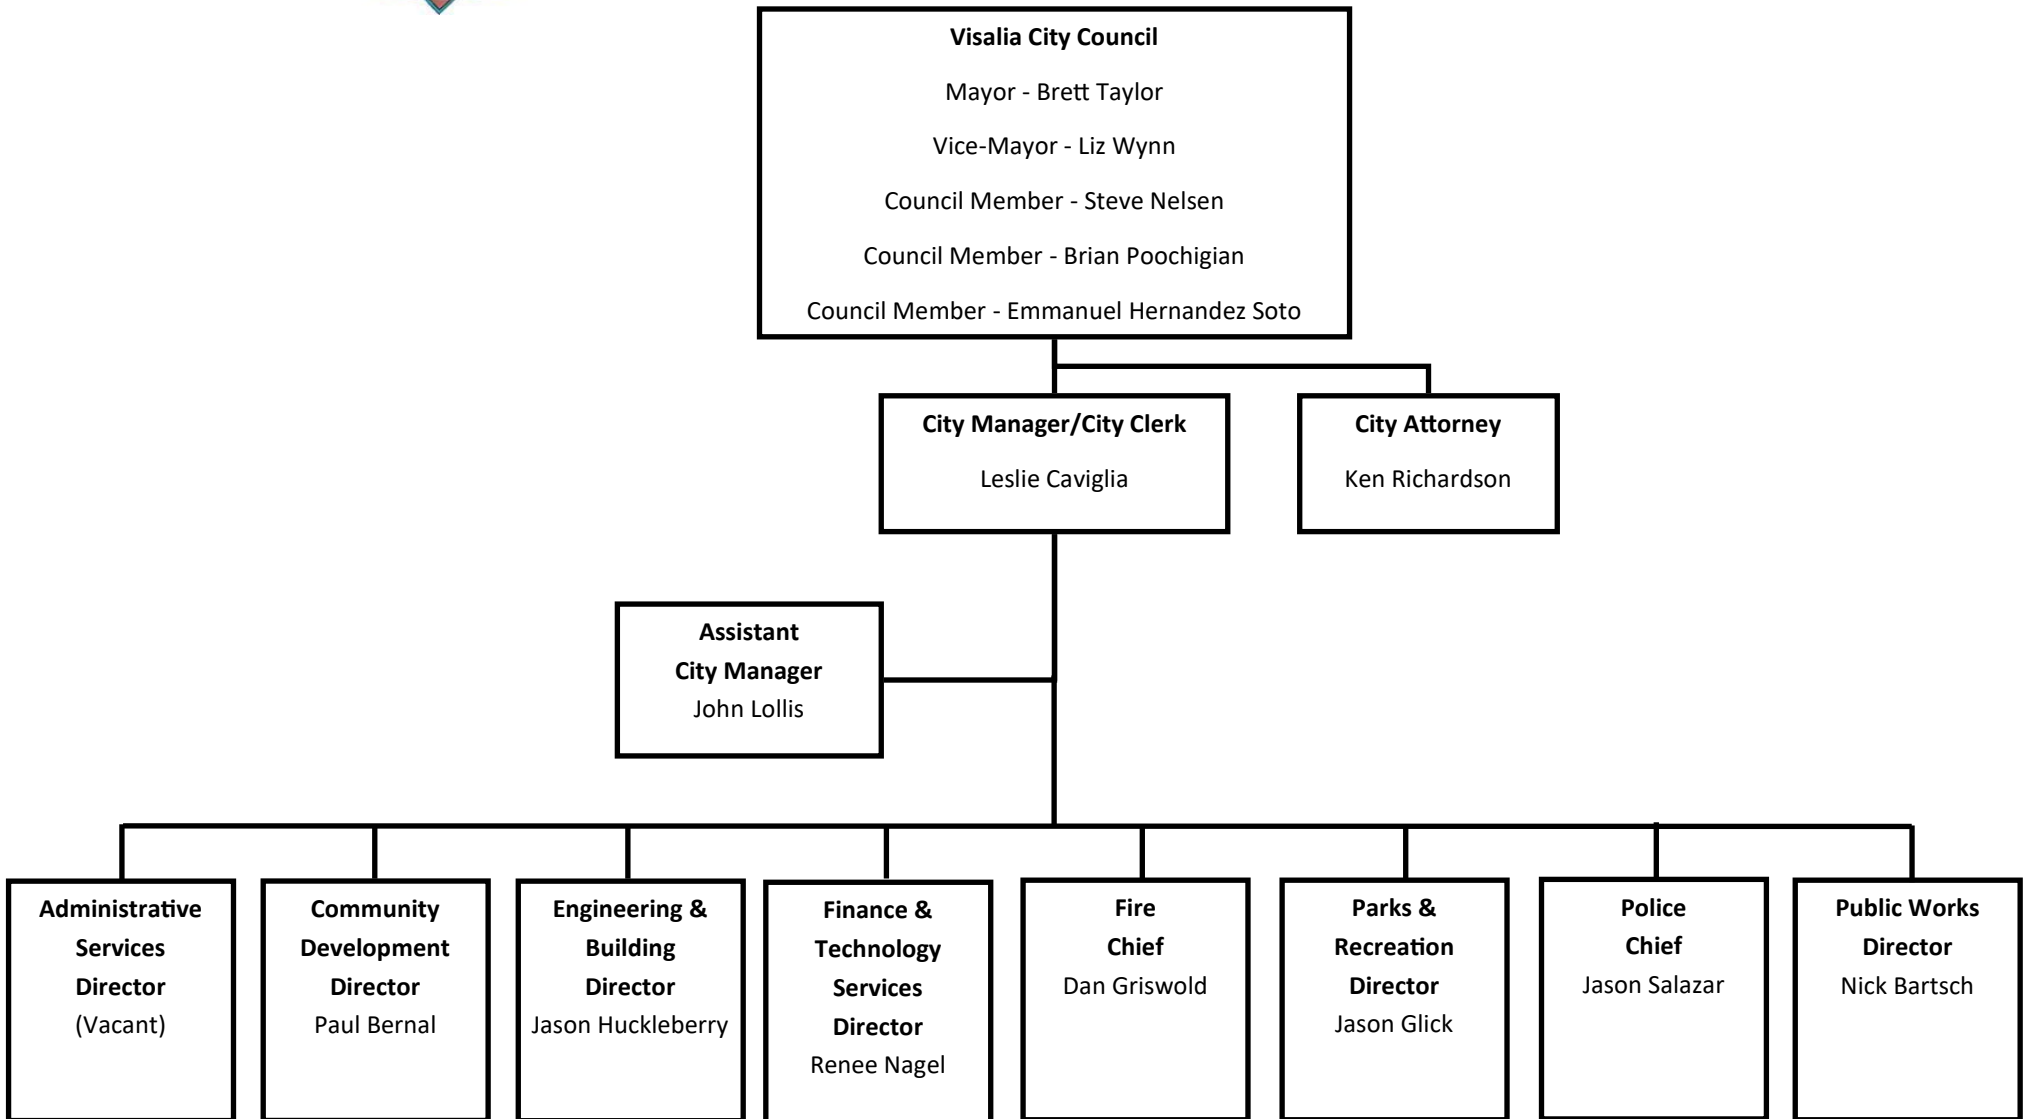 Visalia City Council
Mayor - Brett Taylor
Vice-Mayor - Liz Wynn
Council Member - Steve Nelsen
Council Member - Brian Poochigian
Council Member - Emmanuel Hernandez Soto
City Manager/City Clerk
Leslie Caviglia
City Attorney
Ken Richardson
Assistant
City Manager
John Lollis
Administrative
Services
Director
(Vacant)
Community
Development
Director
Paul Bernal
Engineering &
Building
Director
Jason Huckleberry
Finance &
Technology
Services
Director
Renee Nagel
Fire
Chief
Dan Griswold
Parks &
Recreation
Director
Jason Glick
Police
Chief
Jason Salazar
Public Works
Director
Nick Bartsch